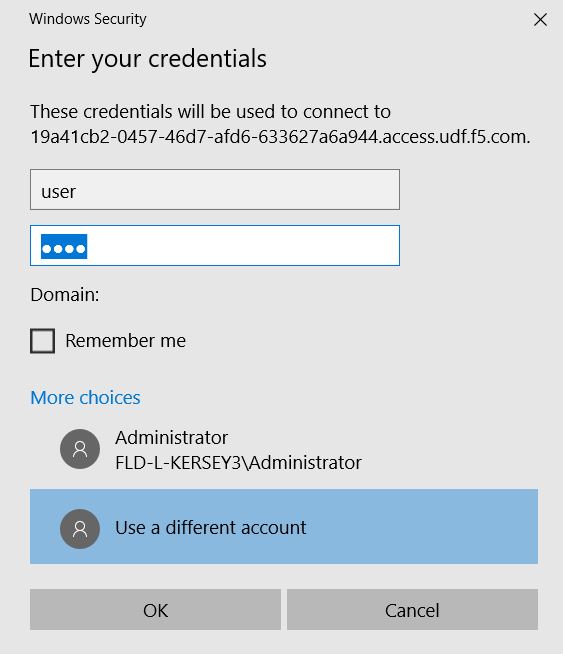 Windows Security
Enter your credentials
These credentials will be used to connect to
19a41cb2-0457-46d7-afd6-633627a6a944.access.udf.f5.com.
user
●●●●
Domain:
Remember me
More choices
Administrator
FLD-L-KERSEY3\Administrator
Use a different account
OK
Cancel